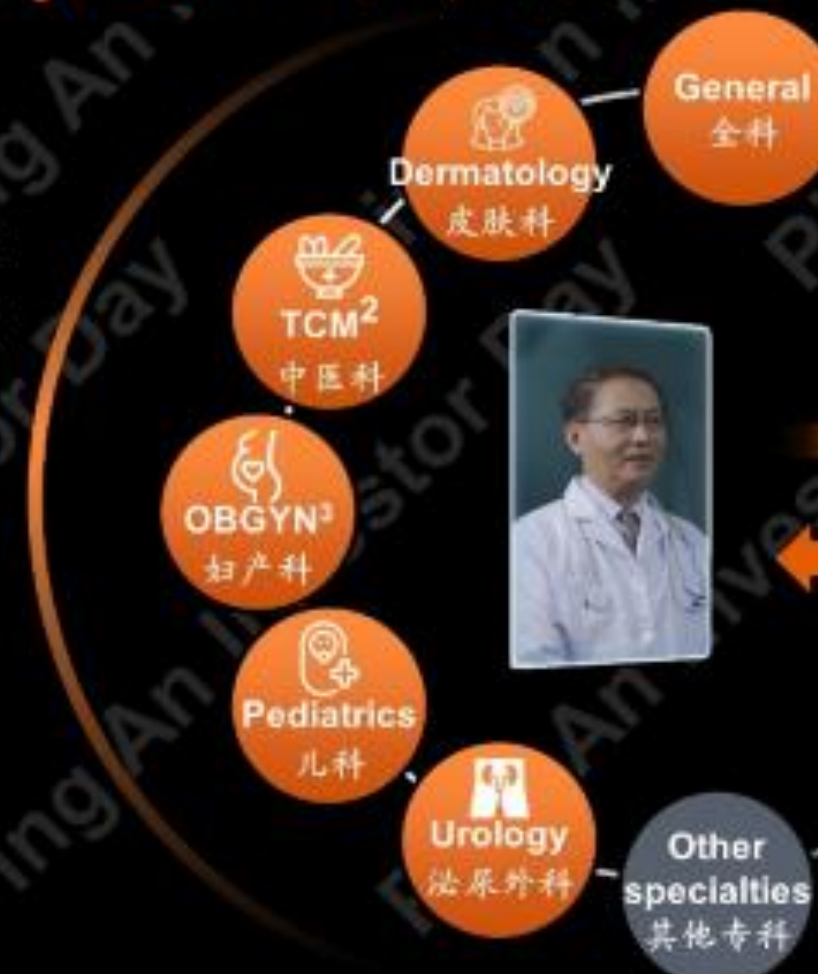 General
全科
Dermatology
皮肤科
TCM²
中医科
OBGYN³
妇产科
Pediatrics
儿科
Urology
泌尿外科
Other
specialties
其他专科